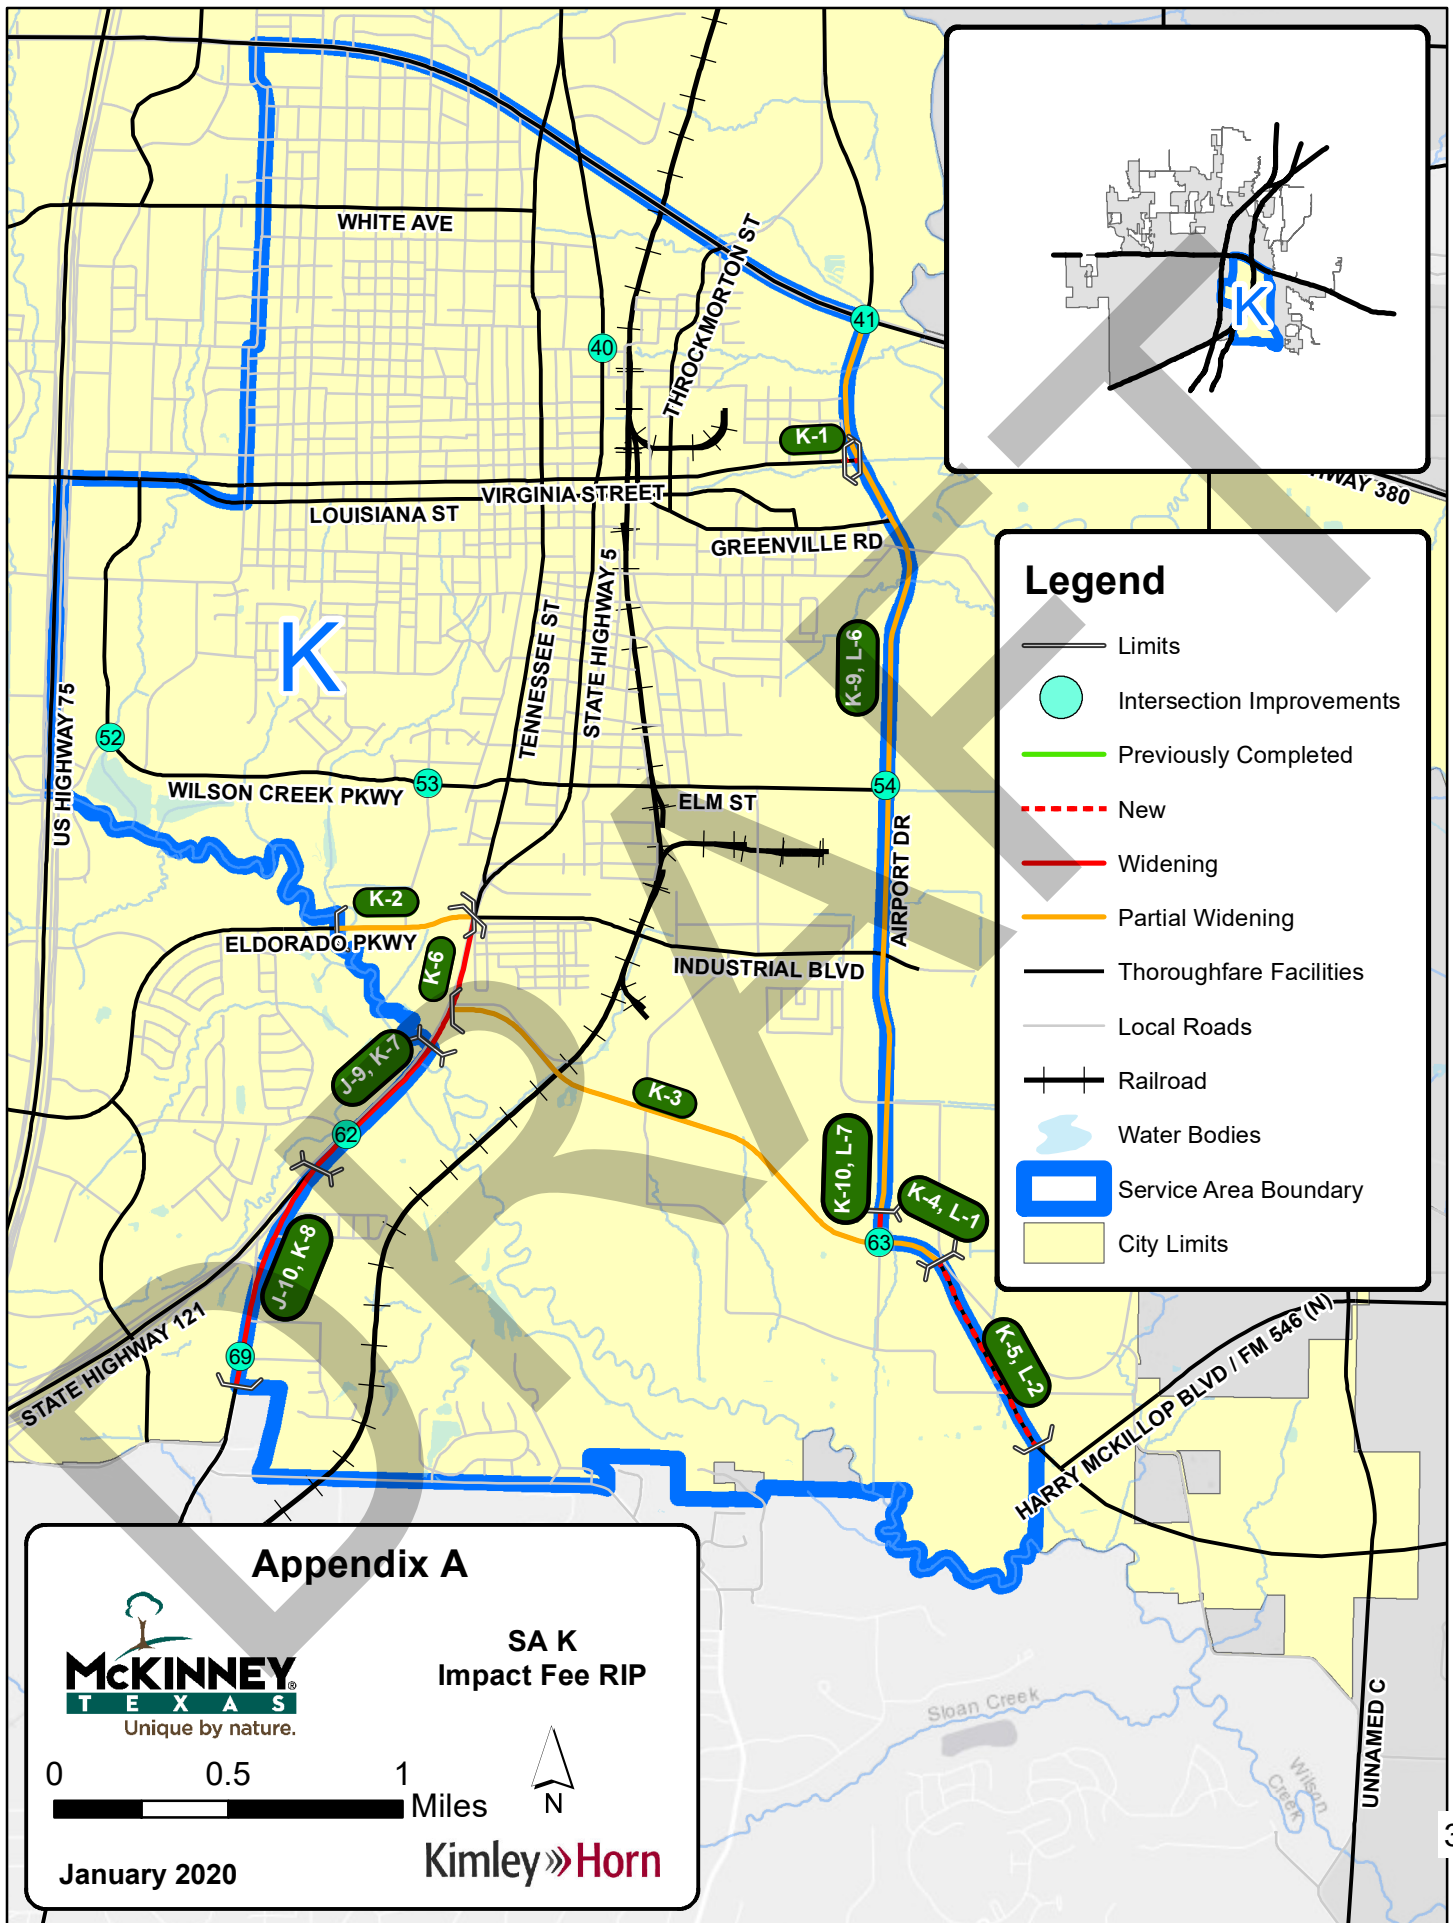 WHITE AVE
THROCKMORTON ST
41
40
K-1
K
HWAY 380
VIRGINIA STREET
LOUISIANA ST
GREENVILLE RD
Legend
Limits
Intersection Improvements
Previously Completed
New
Widening
Partial Widening
Thoroughfare Facilities
Local Roads
Railroad
Water Bodies
Service Area Boundary
City Limits
K
TENNESSEE ST
STATE HIGHWAY 5
K-9, L-6
US HIGHWAY 75
52
53
54
WILSON CREEK PKWY
ELM ST
AIRPORT DR
K-2
ELDORADO PKWY
K-6
INDUSTRIAL BLVD
J-9, K-7
K-3
62
K-10, L-7
K-4, L-1
63
J-10, K-8
69
STATE HIGHWAY 121
K-5, L-2
HARRY MCKILLOP BLVD / FM 546 (N)
UNNAMED C
Sloan Creek
Wilson
Creek
DRAFT
Appendix A
McKINNEY®
TEXAS
Unique by nature.
SA K
Impact Fee RIP
0 0.5 1
Miles
N
January 2020
Kimley»Horn